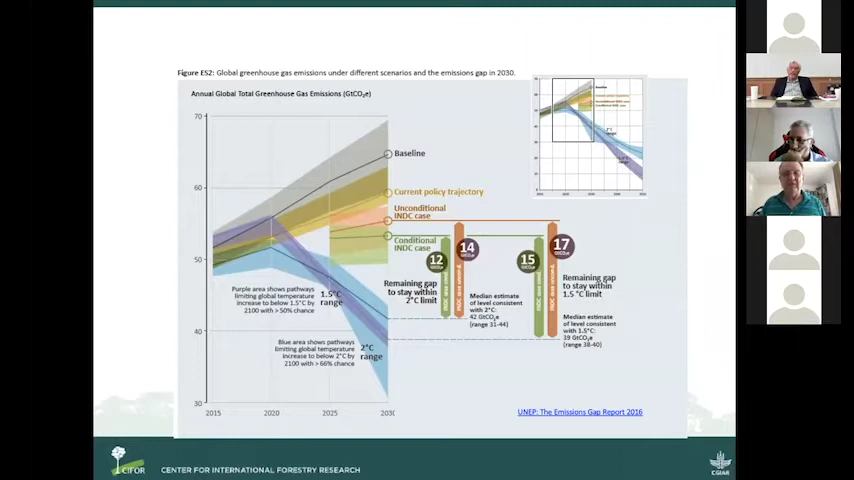 Figure ES2: Global greenhouse gas emissions under different scenarios and the emissions gap in 2030.
Annual Global Total Greenhouse Gas Emissions (GtCO₂e)
70
60
50
40
30
2015
2020
2025
Baseline
Current policy trajectory
Unconditional
INDC case
Conditional
INDC case
12
GtCO₂e
14
GtCO₂e
15
GtCO₂e
17
GtCO₂e
Remaining gap
to stay within
2°C limit
Remaining gap
to stay within
1.5°C limit
Purple area shows pathways
limiting global temperature
increase to below 1.5°C by
2100 with > 50% chance
1.5°C
range
Median estimate
of level consistent
with 2°C:
42 GtCO₂e
(range 31-44)
Median estimate
of level consistent
with 1.5°C:
39 GtCO₂e
(range 38-40)
Blue area shows pathways
limiting global temperature
increase to below 2°C by
2100 with > 66% chance
2°C
range
Baseline
UNEP: The Emissions Gap Report 2016
CIFOR
CENTER FOR INTERNATIONAL FORESTRY RESEARCH
CGIAR